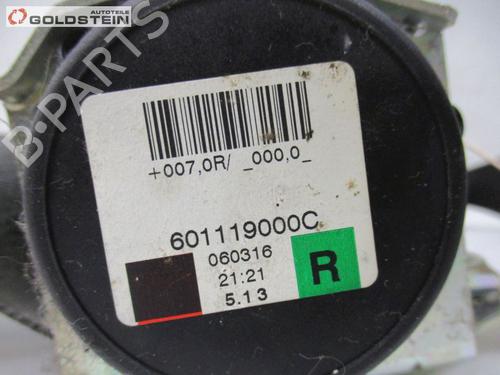 AUTOTEILE
GOLDSTEIN
B-PARTS
+007,0R/ _000,0_
601119000C
060316
21:21
5.13
R